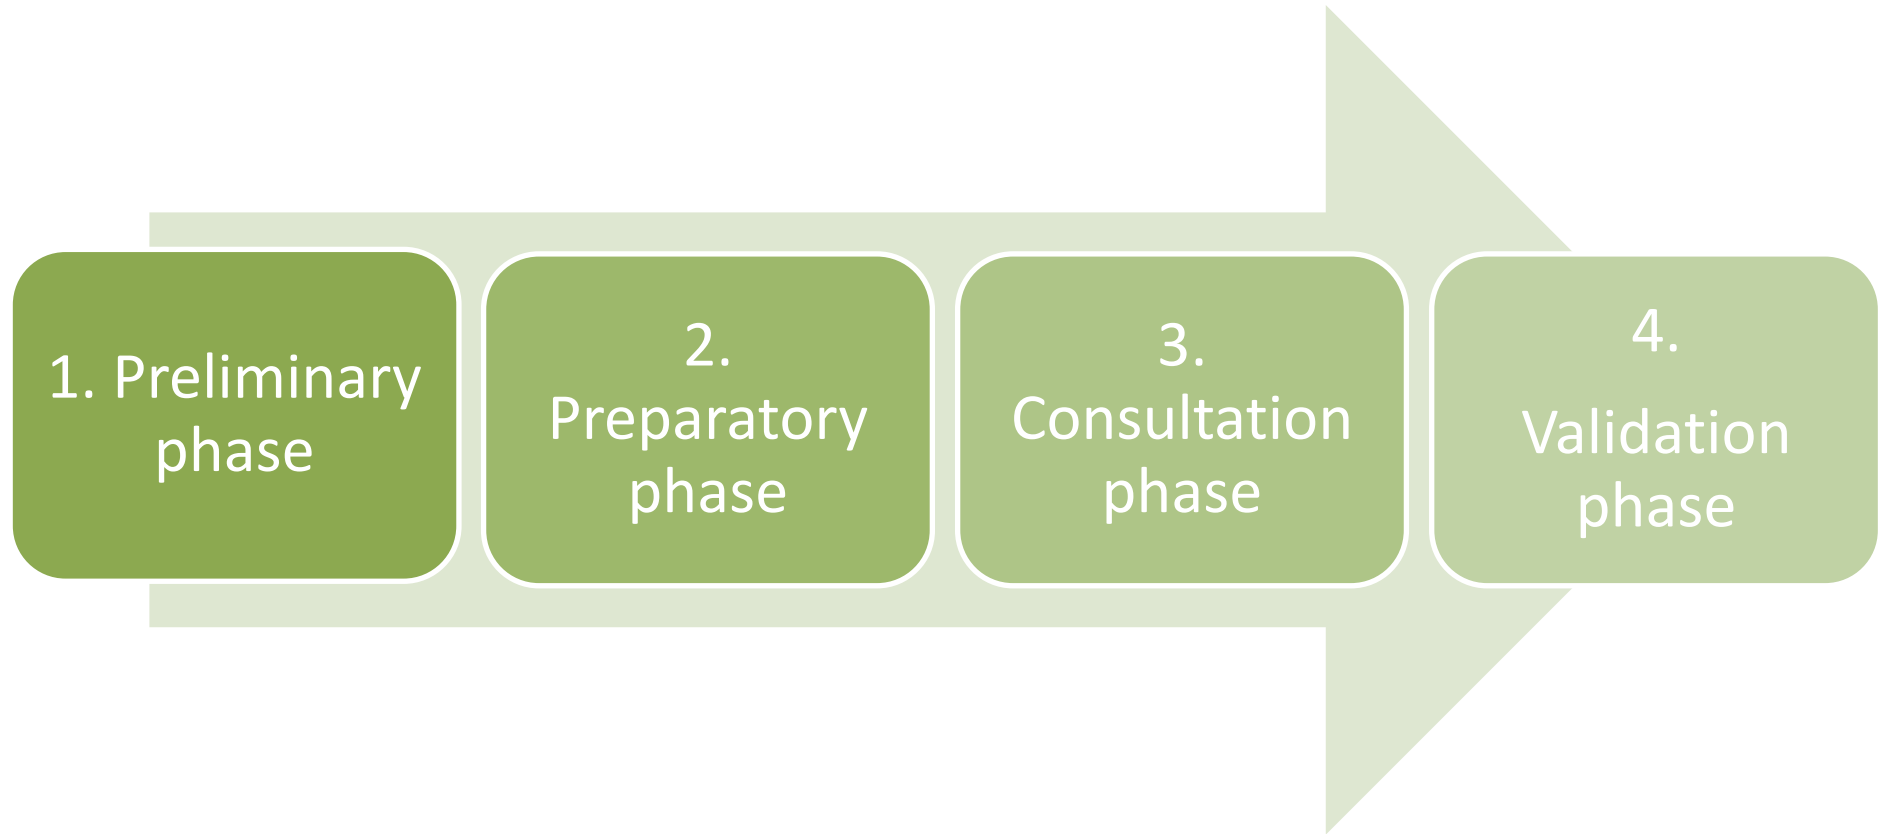 1. Preliminary
phase
2.
Preparatory
phase
3.
Consultation
phase
4.
Validation
phase